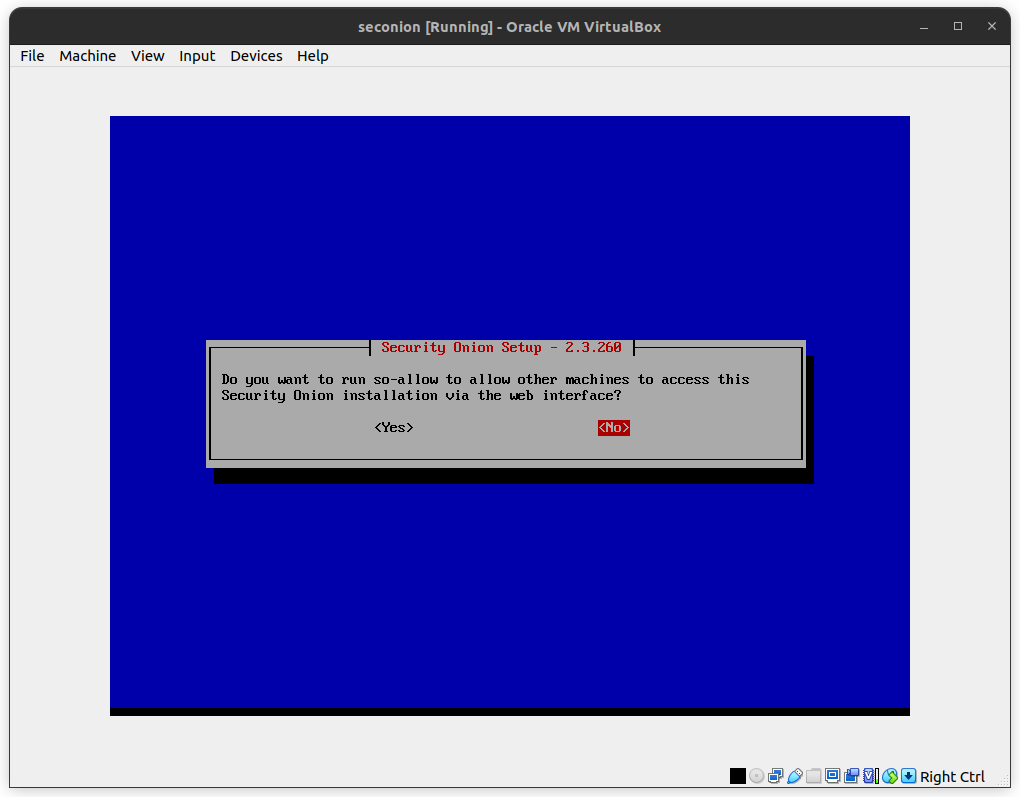 seconion [Running] - Oracle VM VirtualBox
File Machine View Input Devices Help
Security Onion Setup - 2.3.260
Do you want to run so-allow to allow other machines to access this
Security Onion installation via the web interface?
<Yes> <No>
Right Ctrl